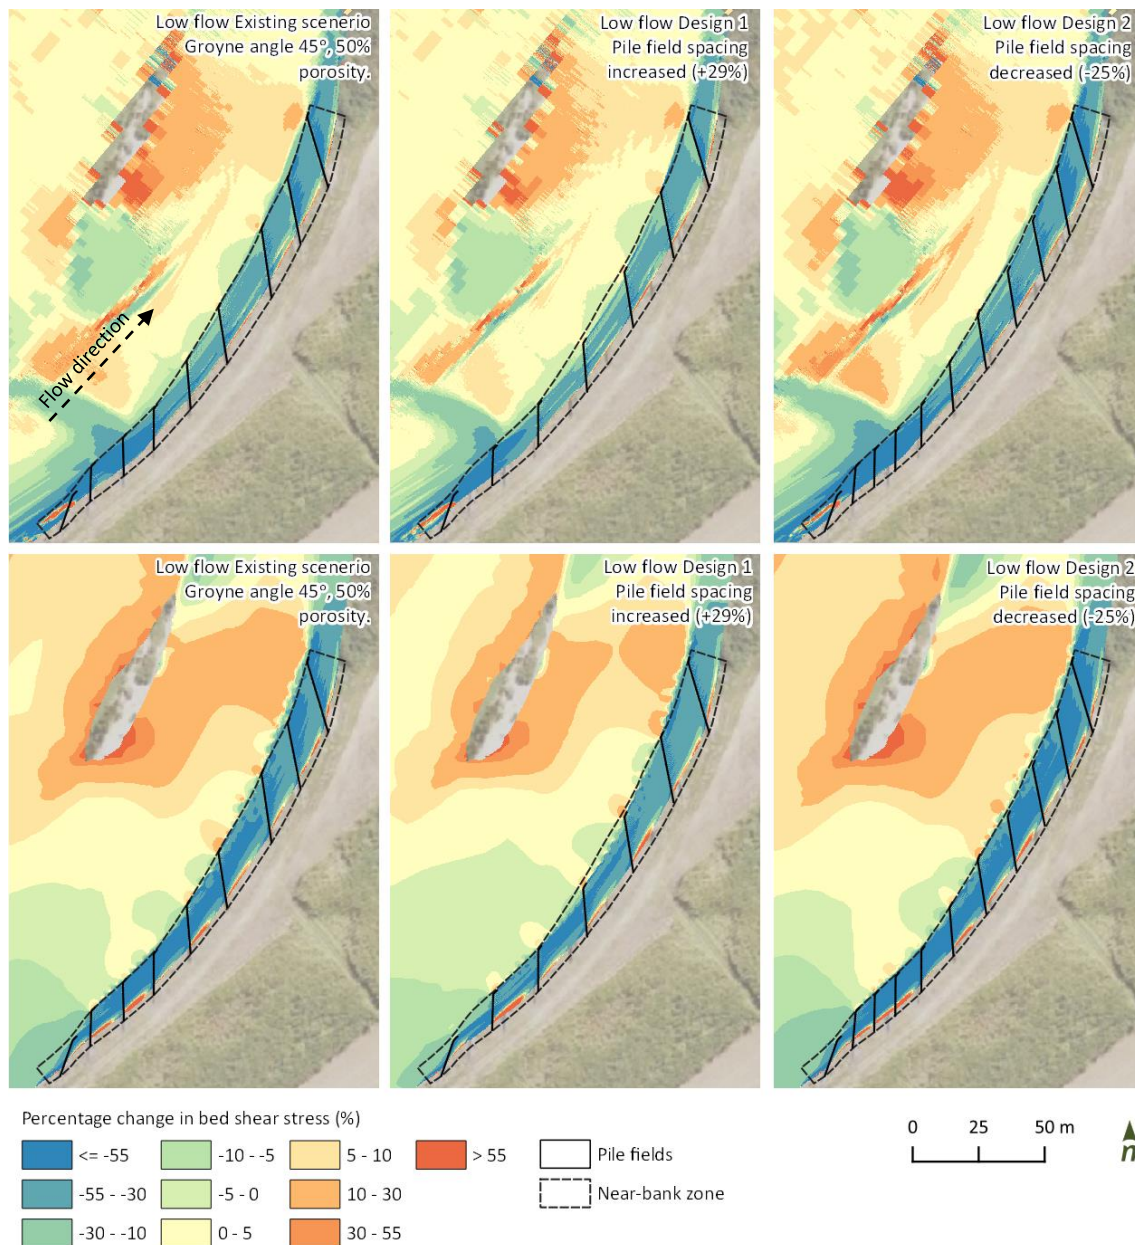 Low flow Existing scenerio
Groyne angle 45°, 50%
porosity.
Low flow Design 1
Pile field spacing
increased (+29%)
Low flow Design 2
Pile field spacing
decreased (-25%)
Flow direction
Low flow Existing scenerio
Groyne angle 45°, 50%
porosity.
Low flow Design 1
Pile field spacing
increased (+29%)
Low flow Design 2
Pile field spacing
decreased (-25%)
Percentage change in bed shear stress (%)
<= -55
-10 - -5
5 - 10
> 55
Pile fields
-55 - -30
-5 - 0
10 - 30
Near-bank zone
-30 - -10
0 - 5
30 - 55
0 25 50 m
n